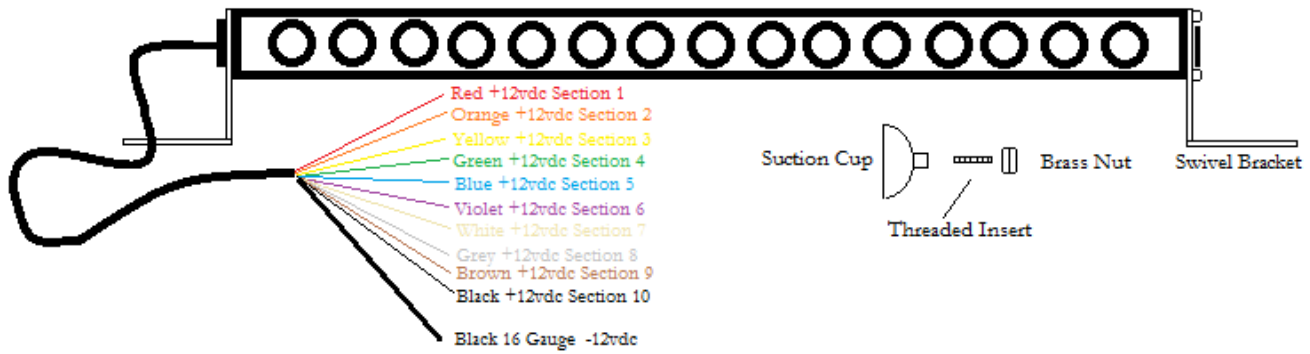 Red +12vdc Section 1
Orange +12vdc Section 2
Yellow +12vdc Section 3
Green +12vdc Section 4
Blue +12vdc Section 5
Violet +12vdc Section 6
White +12vdc Section 7
Grey +12vdc Section 8
Brown +12vdc Section 9
Black +12vdc Section 10
Black 16 Gauge -12vdc
Suction Cup
Threaded Insert
Brass Nut
Swivel Bracket